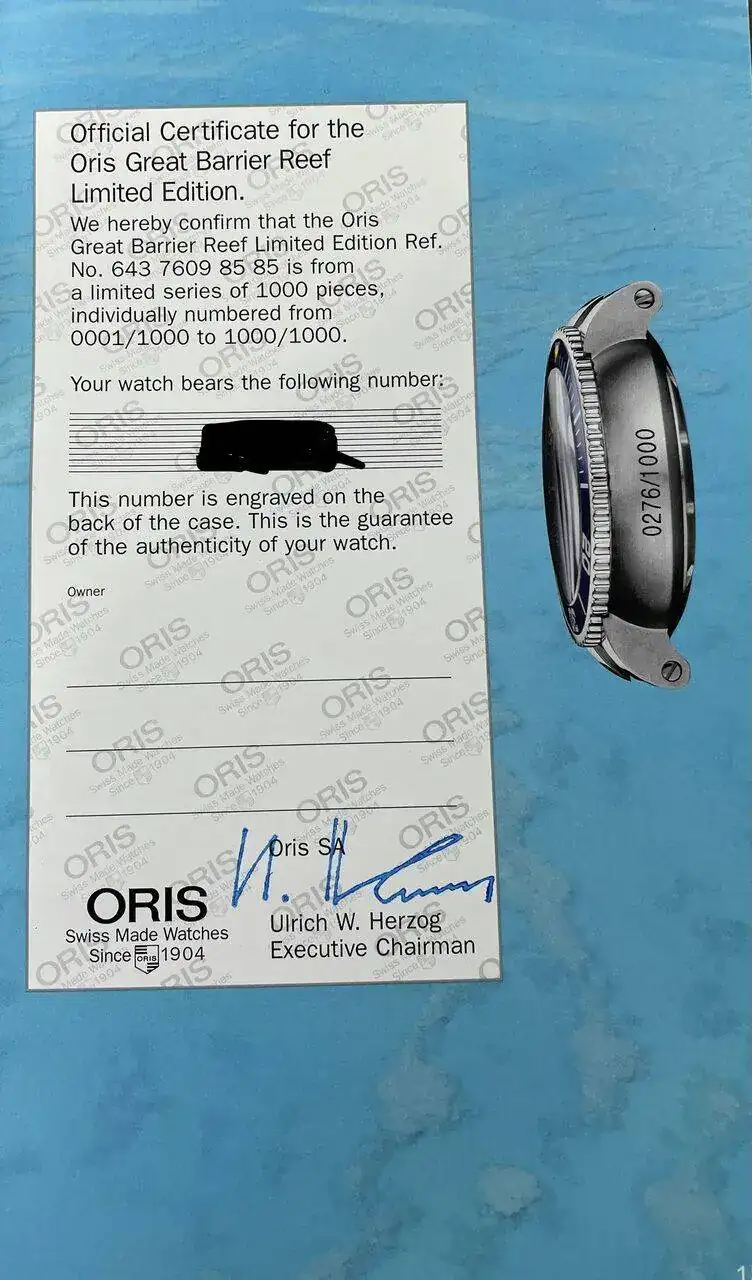 Official Certificate for the
Oris Great Barrier Reef
Limited Edition.
We hereby confirm that the Oris
Great Barrier Reef Limited Edition Ref.
No. 643 7609 85 85 is from
a limited series of 1000 pieces,
individually numbered from
0001/1000 to 1000/1000.
Your watch bears the following number:
This number is engraved on the
back of the case. This is the guarantee
of the authenticity of your watch.
Owner
Oris SA
ORIS
Swiss Made Watches
Since ORIS 1904
Ulrich W. Herzog
Executive Chairman
0276/1000
1